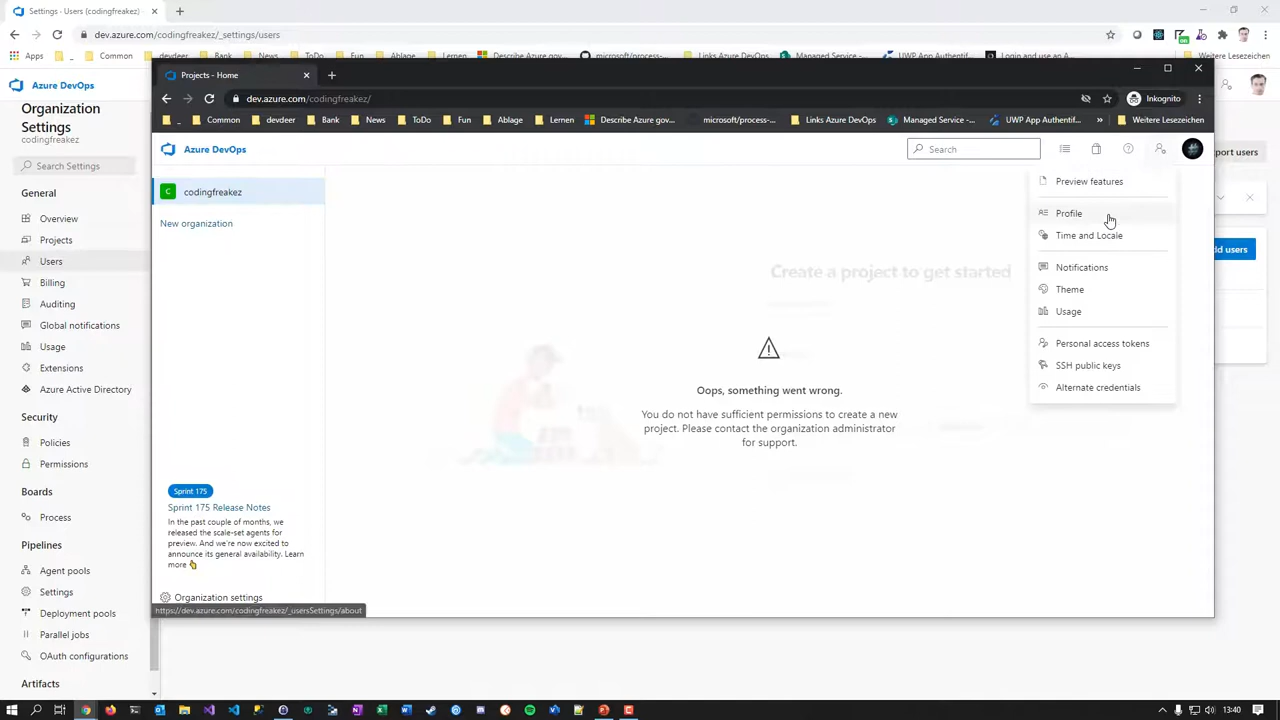 Settings - Users (codingfreakez)
dev.azure.com/codingfreakez/_settings/users
Apps
Common
devdeer
Bank
News
ToDo
Fun
Ablage
Lernen
Describe Azure gov...
microsoft/process-...
Links Azure DevOps
Managed Service -...
UWP App Authentif...
Login and use Azur...
Weitere Lesezeichen
Azure DevOps
Organization
Settings
codingfreakez
Search Settings
General
Overview
Projects
Users
Billing
Auditing
Global notifications
Usage
Extensions
Azure Active Directory
Security
Policies
Permissions
Boards
Process
Pipelines
Agent pools
Settings
Deployment pools
Parallel jobs
OAuth configurations
Artifacts
port users
dd users
Projects - Home
dev.azure.com/codingfreakez/
Inkognito
Common
devdeer
Bank
News
ToDo
Fun
Ablage
Lernen
Describe Azure gov...
microsoft/process-...
Links Azure DevOps
Managed Service -...
UWP App Authentif...
Weitere Lesezeichen
Azure DevOps
Search
C codingfreakez
New organization
Create a project to get started
Oops, something went wrong.
You do not have sufficient permissions to create a new
project. Please contact the organization administrator
for support.
Preview features
Profile
Time and Locale
Notifications
Theme
Usage
Personal access tokens
SSH public keys
Alternate credentials
Sprint 175
Sprint 175 Release Notes
In the past couple of months, we
released the scale-set agents for
preview. And we're now excited to
announce its general availability. Learn
more
Organization settings
https://dev.azure.com/codingfreakez/_usersSettings/about
13:40